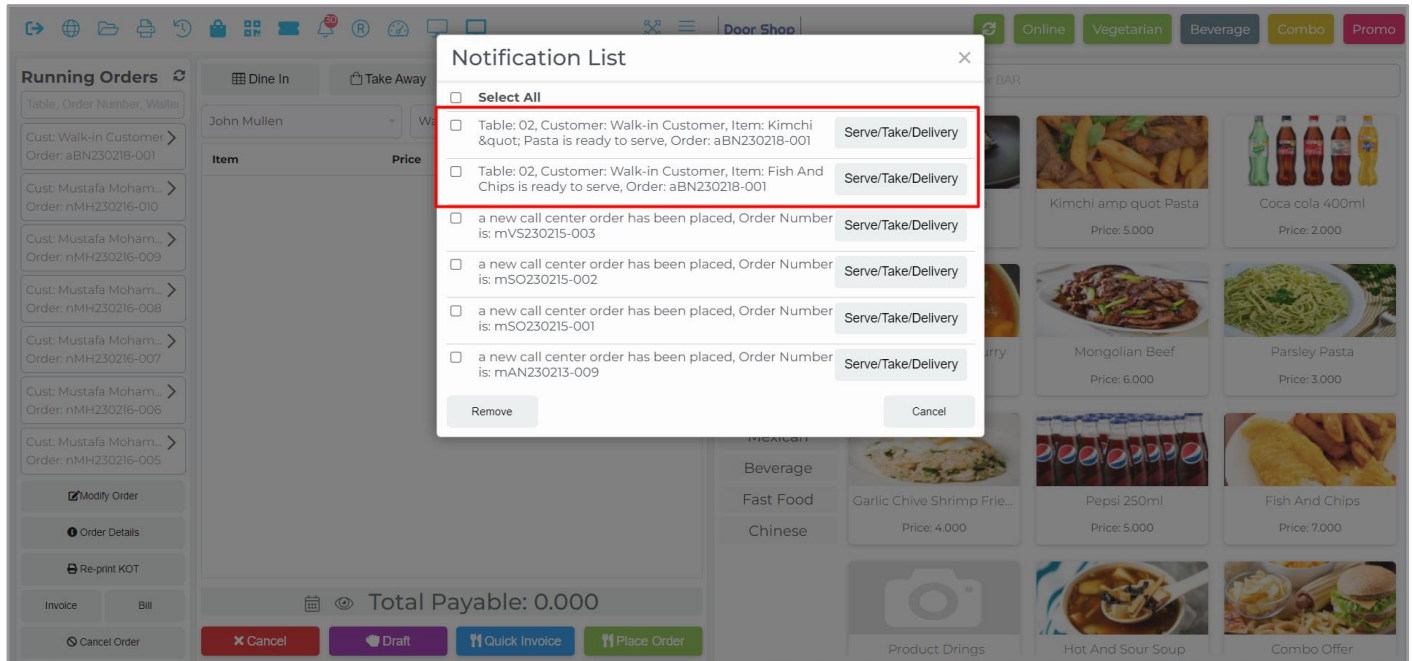 30
Door Shop
Online
Vegetarian
Beverage
Combo
Promo
Running Orders
Table, Order Number, Waiter
Cust: Walk-in Customer
Order: aBN230218-001
Cust: Mustafa Moham...
Order: nMH230216-010
Cust: Mustafa Moham...
Order: nMH230216-009
Cust: Mustafa Moham...
Order: nMH230216-008
Cust: Mustafa Moham...
Order: nMH230216-007
Cust: Mustafa Moham...
Order: nMH230216-006
Cust: Mustafa Moham...
Order: nMH230216-005
Modify Order
Order Details
Re-print KOT
Invoice
Bill
Cancel Order
Dine In
Take Away
John Mullen
Item
Price
Notification List
Select All
Table: 02, Customer: Walk-in Customer, Item: Kimchi
&quot; Pasta is ready to serve, Order: aBN230218-001
Serve/Take/Delivery
Table: 02, Customer: Walk-in Customer, Item: Fish And
Chips is ready to serve, Order: aBN230218-001
Serve/Take/Delivery
a new call center order has been placed, Order Number
is: mVS230215-003
Serve/Take/Delivery
a new call center order has been placed, Order Number
is: mSO230215-002
Serve/Take/Delivery
a new call center order has been placed, Order Number
is: mSO230215-001
Serve/Take/Delivery
a new call center order has been placed, Order Number
is: mAN230213-009
Serve/Take/Delivery
Remove
Cancel
Total Payable: 0.000
Cancel
Draft
Quick Invoice
Place Order
Mexican
Beverage
Fast Food
Chinese
Kimchi amp quot Pasta
Price: 5.000
Coca cola 400ml
Price: 2.000
Mongolian Beef
Price: 6.000
Parsley Pasta
Price: 3.000
Garlic Chive Shrimp Frie...
Price: 4.000
Pepsi 250ml
Price: 5.000
Fish And Chips
Price: 7.000
Product Drings
Hot And Sour Soup
Combo Offer